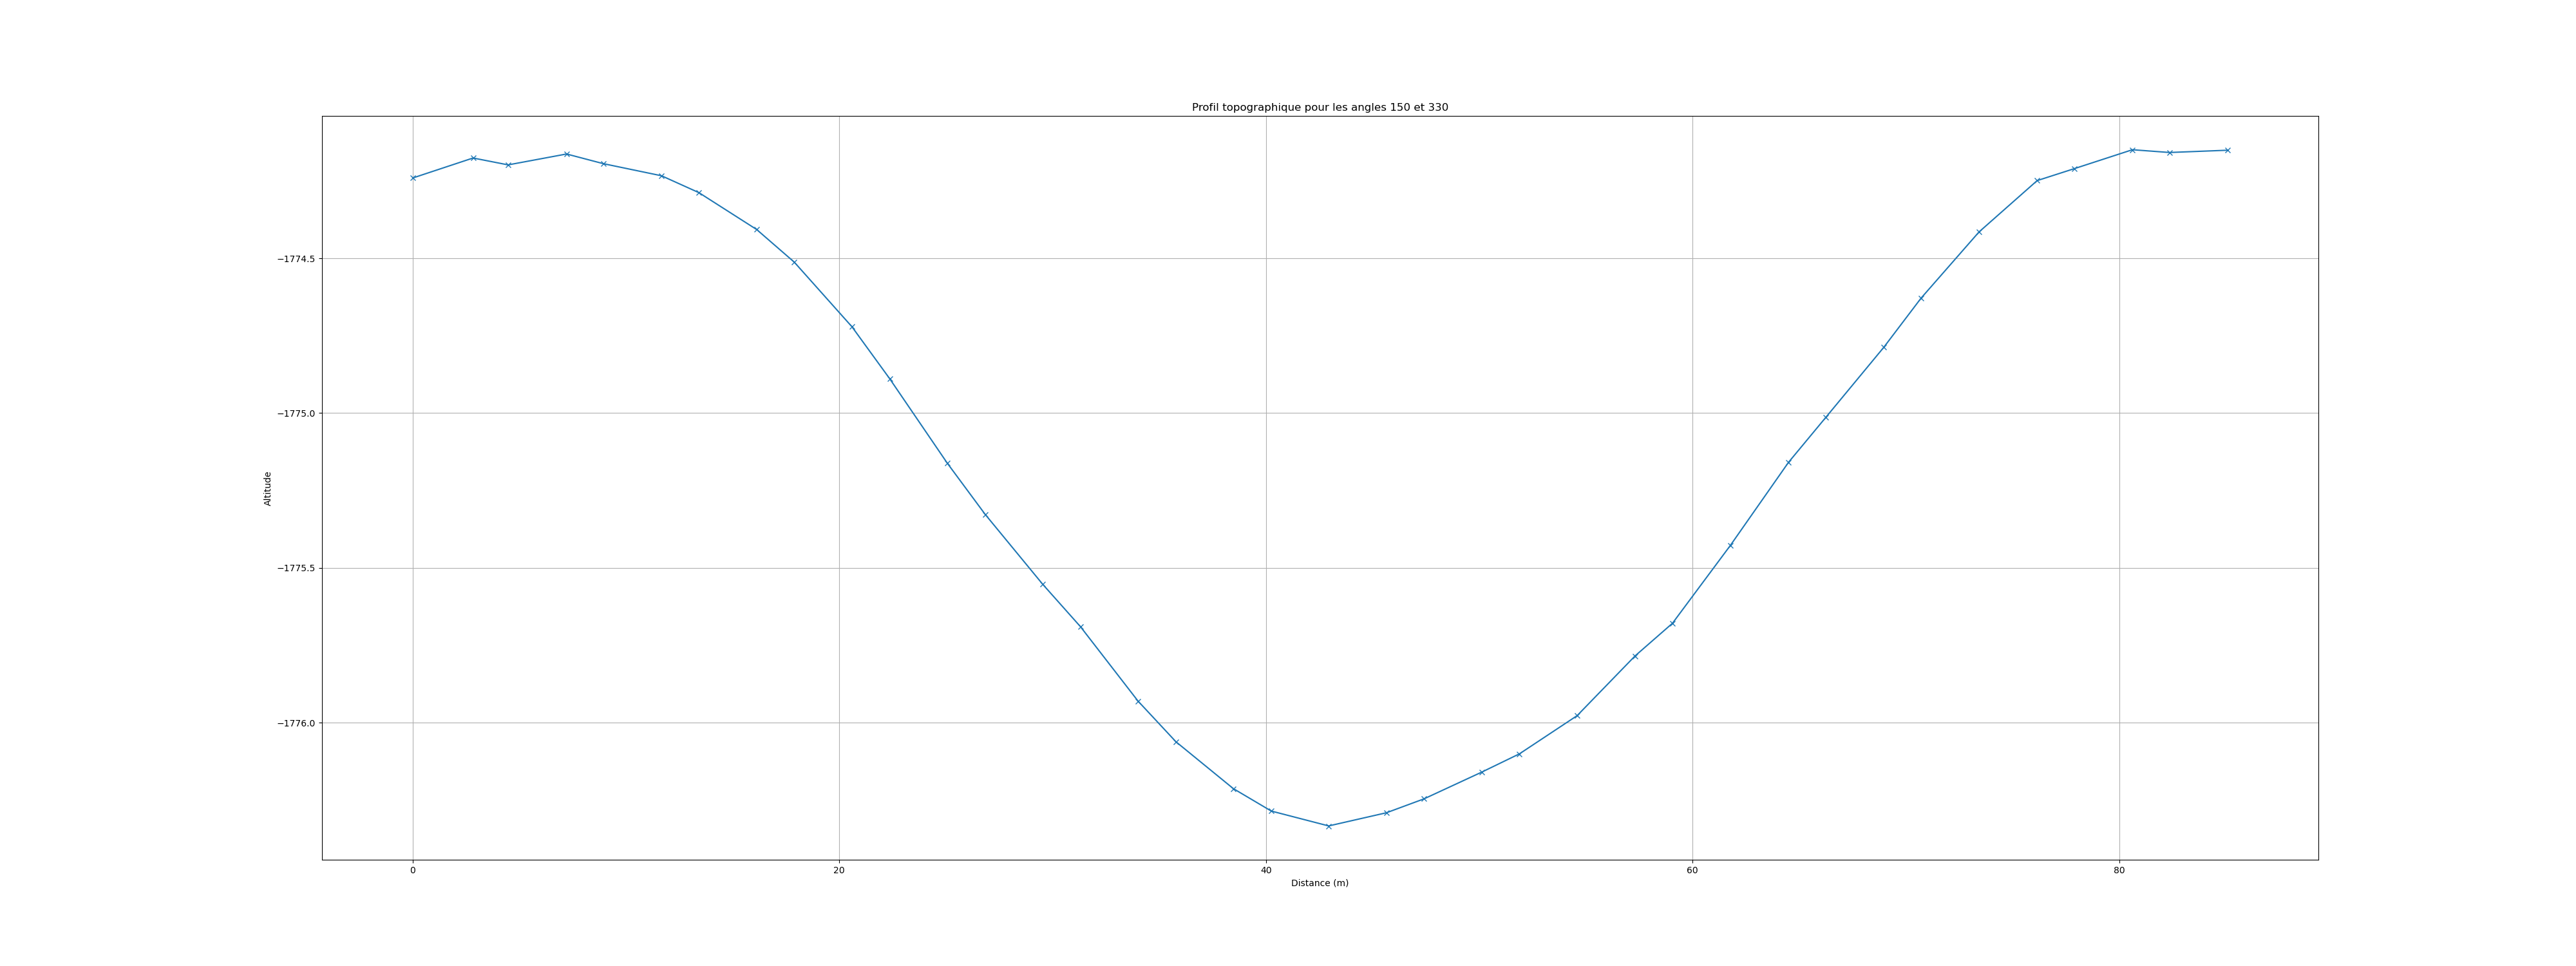 Profil topographique pour les angles 150 et 330
−1774.5
−1775.0
−1775.5
−1776.0
Altitude
0 20 40 60 80
Distance (m)